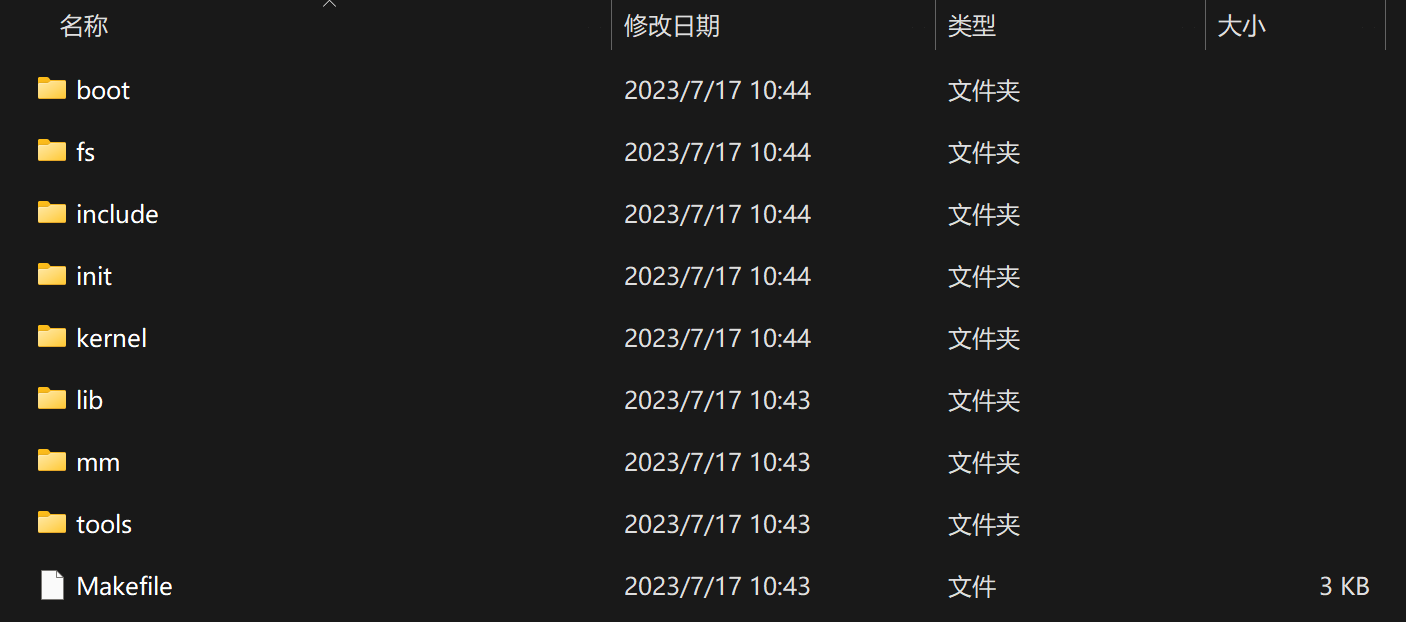 名称 修改日期 类型 大小
boot 2023/7/17 10:44 文件夹
fs 2023/7/17 10:44 文件夹
include 2023/7/17 10:44 文件夹
init 2023/7/17 10:44 文件夹
kernel 2023/7/17 10:44 文件夹
lib 2023/7/17 10:43 文件夹
mm 2023/7/17 10:43 文件夹
tools 2023/7/17 10:43 文件夹
Makefile 2023/7/17 10:43 文件 3 KB